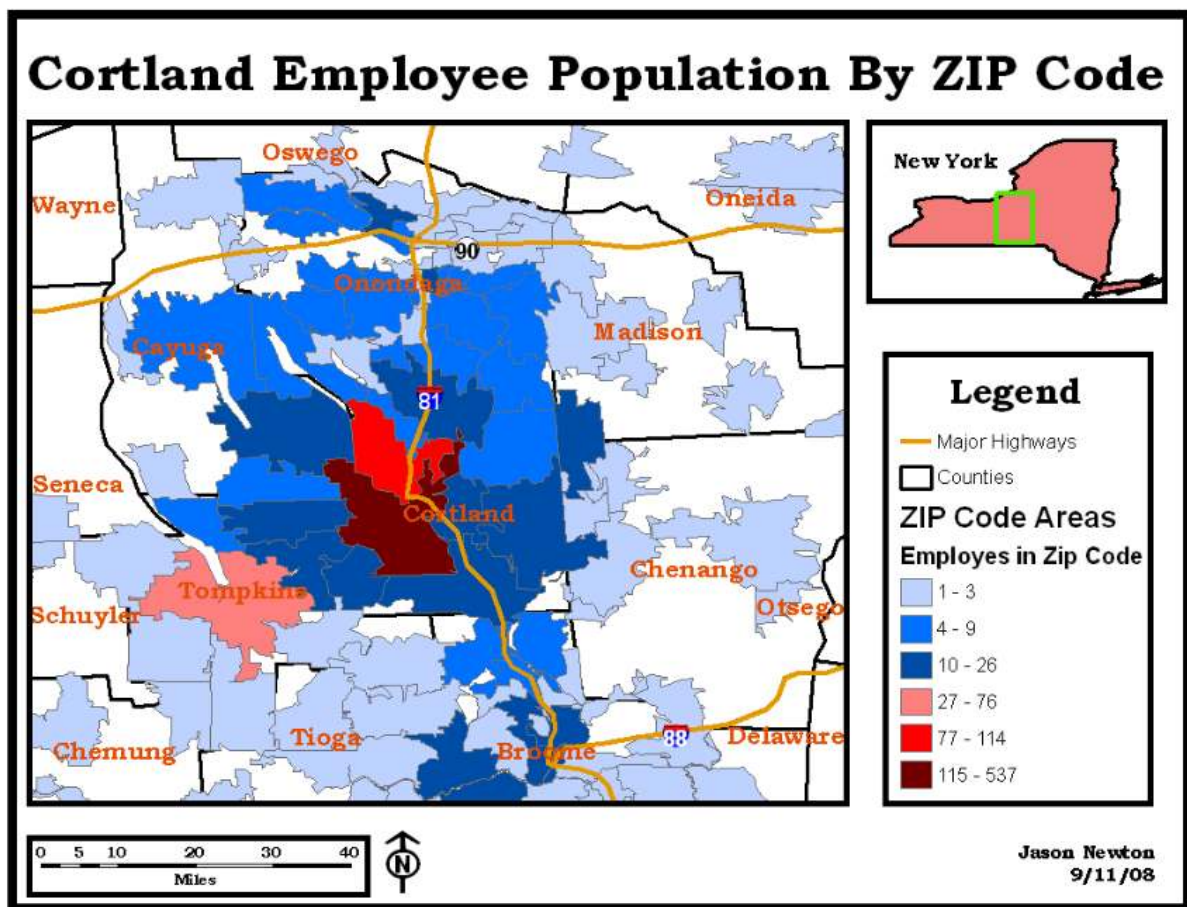 Cortland Employee Population By ZIP Code
Oswego
Wayne
Oneida
90
Onondaga
Madison
Cayuga
81
Seneca
Cortland
Chenango
Tompkins
Otsego
Schuyler
Tioga
Chemung
Broome
88
Delaware
New York
Legend
Major Highways
Counties
ZIP Code Areas
Employes in Zip Code
1 - 3
4 - 9
10 - 26
27 - 76
77 - 114
115 - 537
0 5 10 20 30 40
Miles
N
Jason Newton
9/11/08